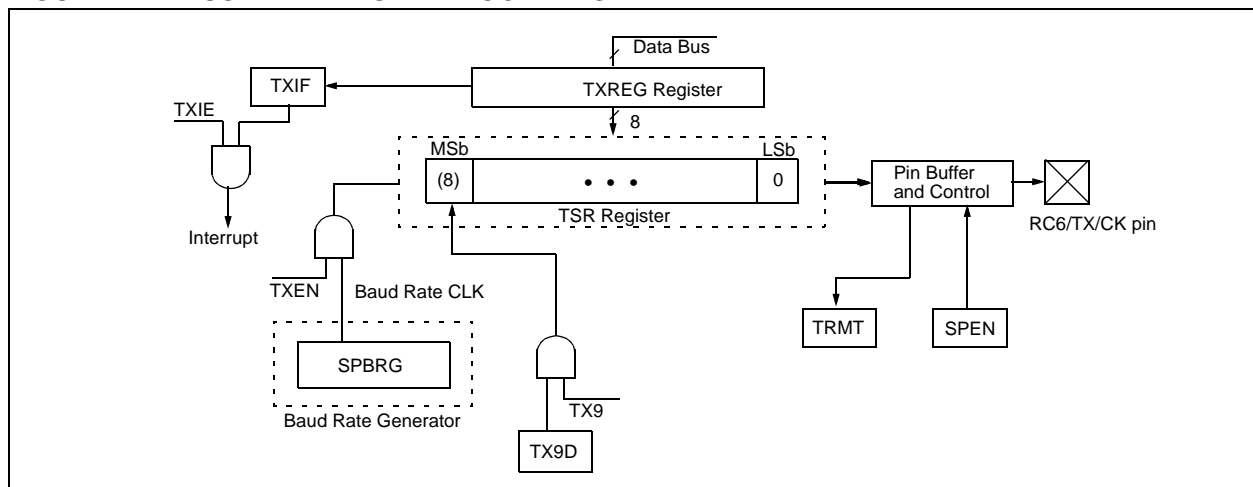 Data Bus
TXIF
TXREG Register
TXIE
8
MSb
LSb
(8)
• • •
0
Pin Buffer
and Control
TSR Register
Interrupt
RC6/TX/CK pin
TXEN
Baud Rate CLK
TRMT
SPEN
SPBRG
TX9
Baud Rate Generator
TX9D